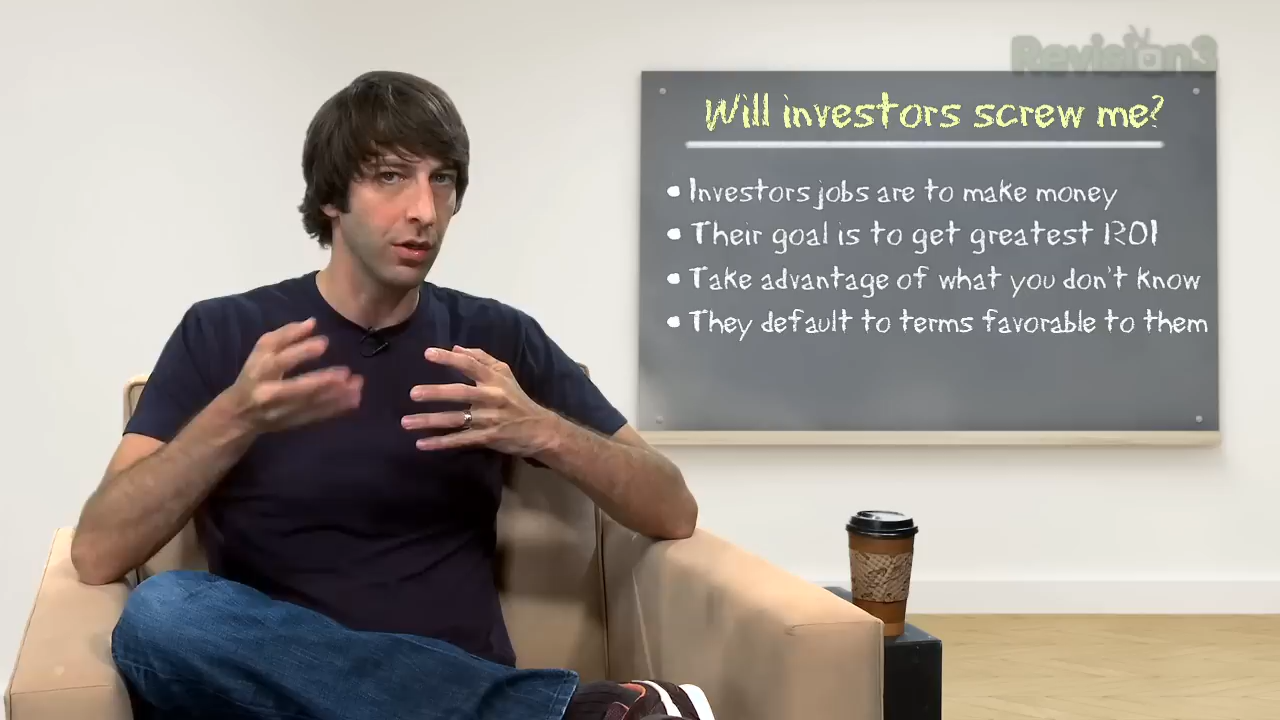 Revision3
Will investors screw me?
• Investors jobs are to make money
• Their goal is to get greatest ROI
• Take advantage of what you don't know
• They default to terms favorable to them